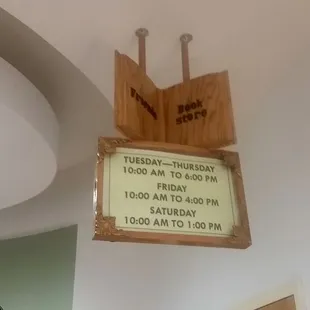 Friends
Book
store
TUESDAY—THURSDAY
10:00 AM TO 6:00 PM
FRIDAY
10:00 AM TO 4:00 PM
SATURDAY
10:00 AM TO 1:00 PM